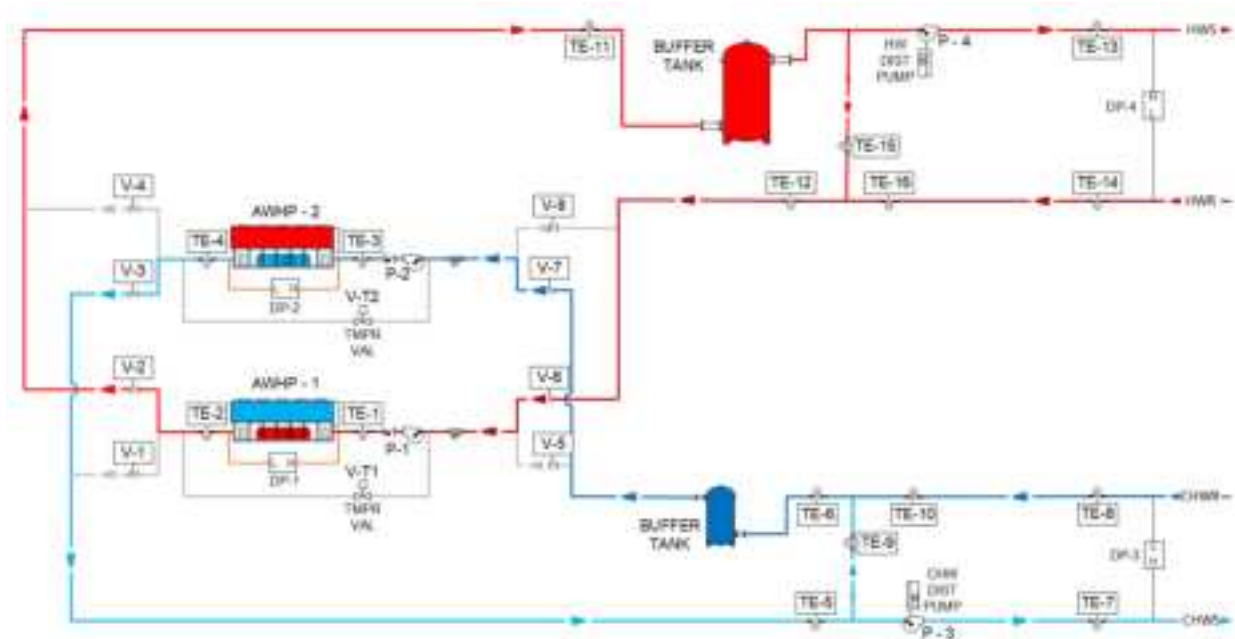 TE-11
BUFFER
TANK
P - 4
HW
DIST
PUMP
TE-13
HWS
DP-4
TE-15
TE-12
TE-16
TE-14
HWR
V-4
AWHP - 2
TE-4
TE-3
P-2
V-8
V-7
V-3
DP-2
V-T2
TMPR
VAL
V-2
AWHP - 1
V-6
TE-2
TE-1
P-1
V-5
V-1
DP-1
V-T1
TMPR
VAL
BUFFER
TANK
TE-6
TE-10
TE-8
CHWR
TE-9
DP-3
CHW
DIST
PUMP
TE-5
P - 3
TE-7
CHWS